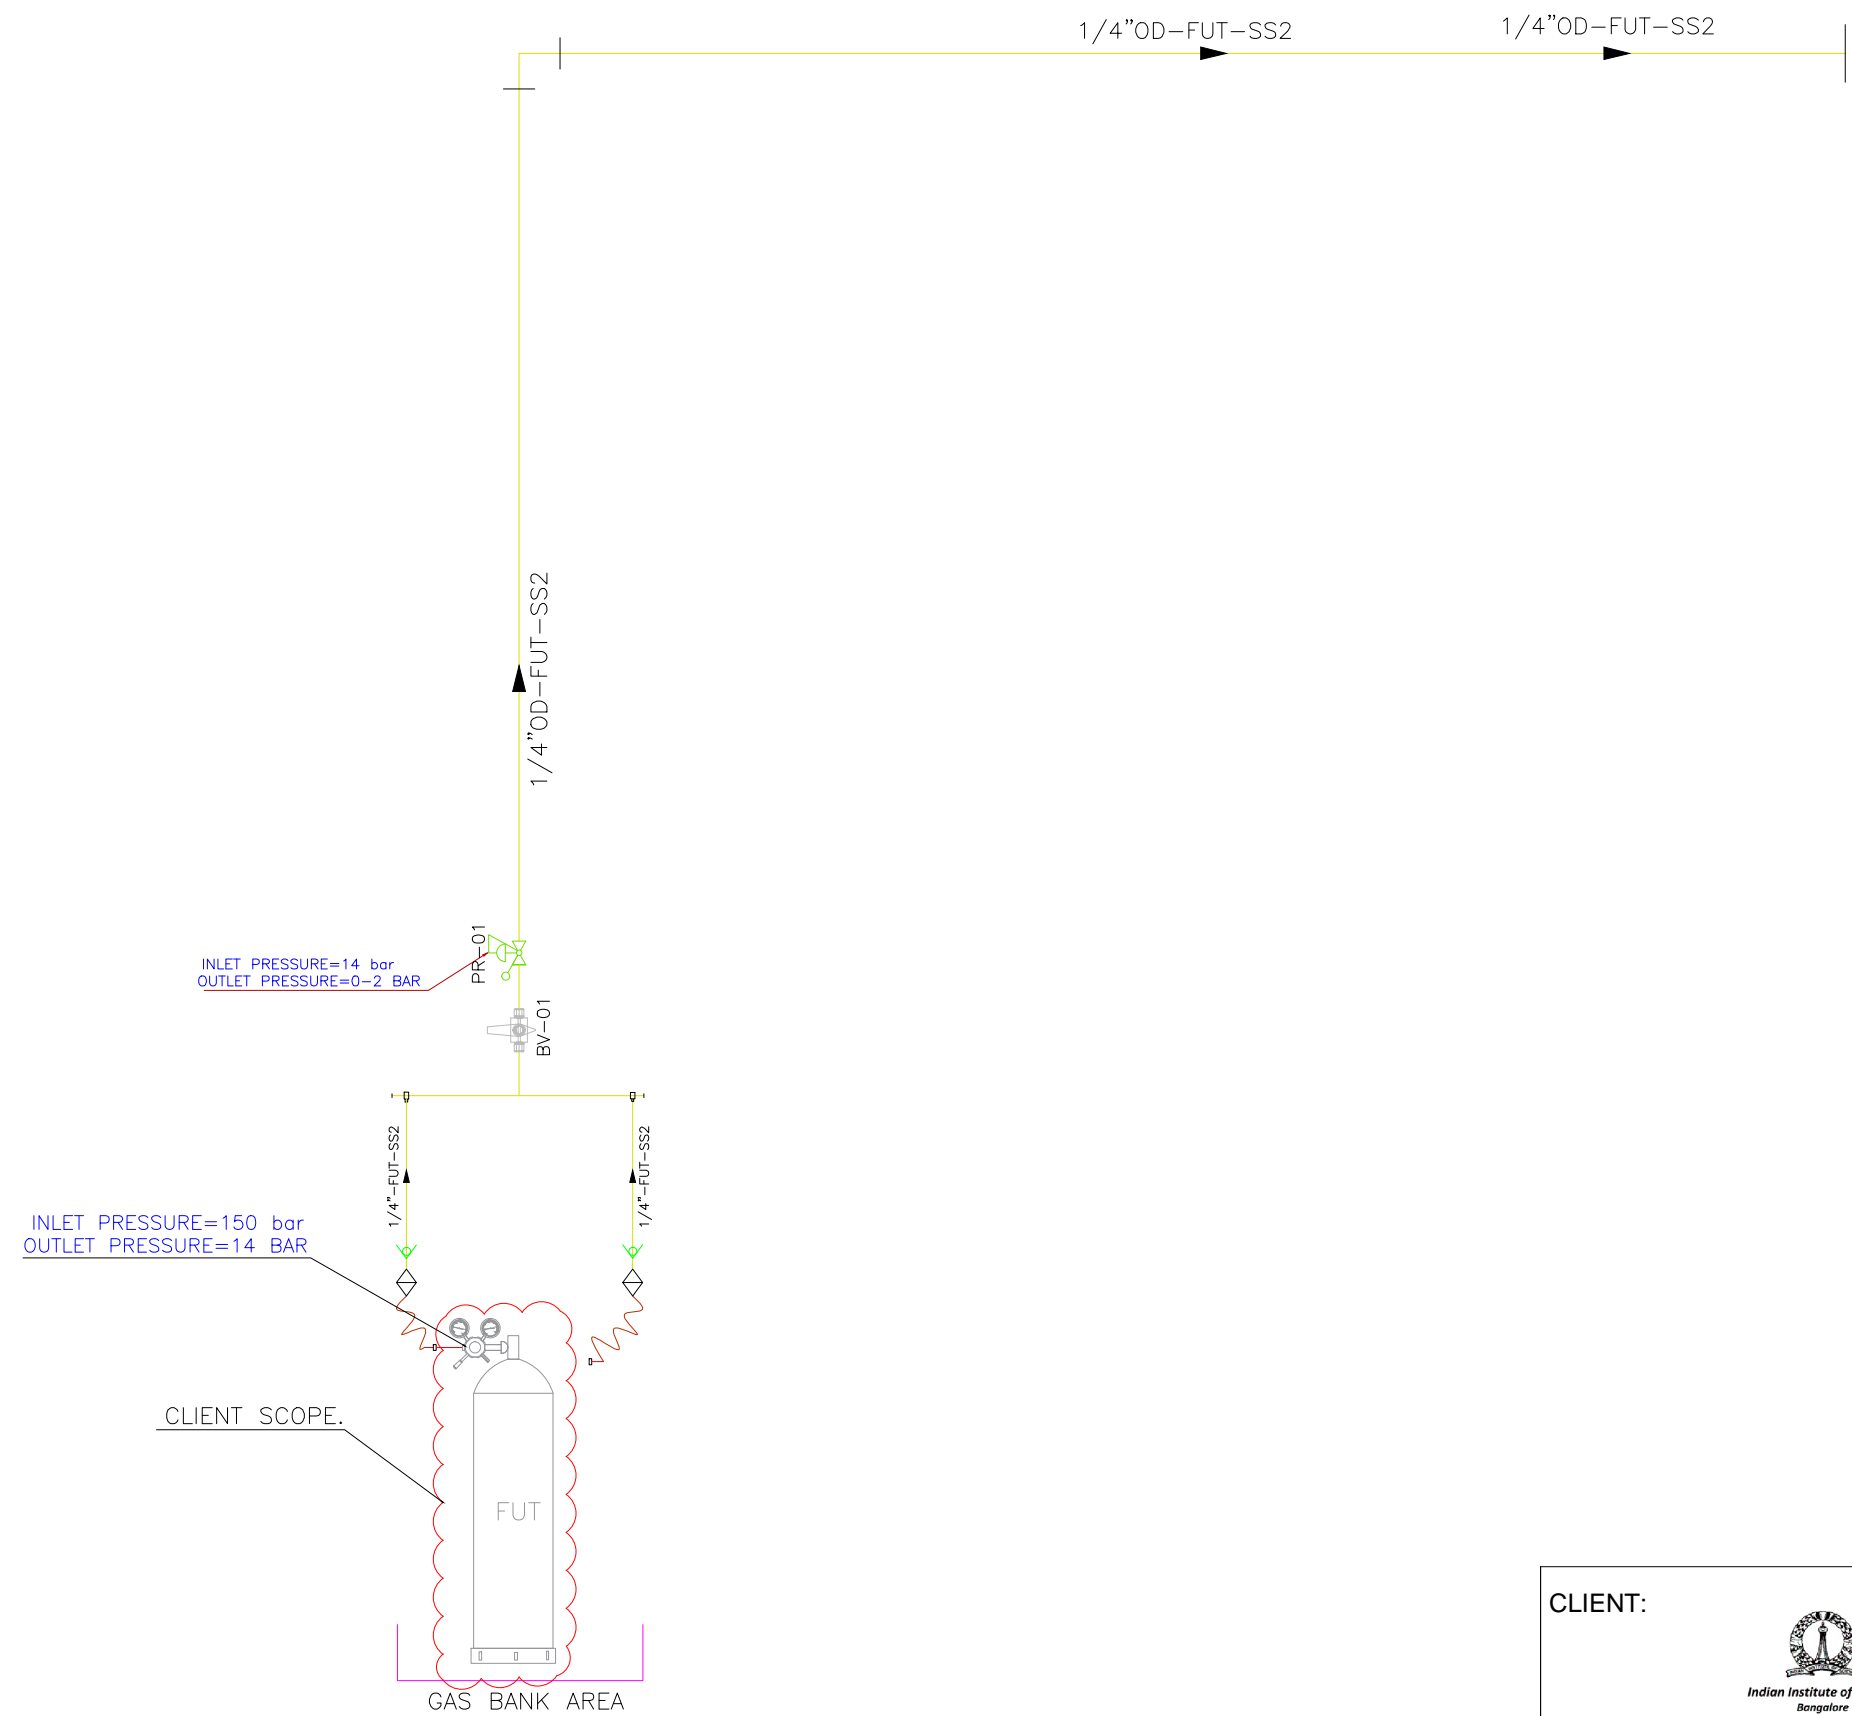 1/4"OD-FUT-SS2
1/4"OD-FUT-SS2
1/4"OD-FUT-SS2
PR-01
INLET PRESSURE=14 bar
OUTLET PRESSURE=0-2 BAR
BV-01
1/4"-FUT-SS2
1/4"-FUT-SS2
INLET PRESSURE=150 bar
OUTLET PRESSURE=14 BAR
CLIENT SCOPE.
FUT
GAS BANK AREA
CLIENT:
Indian Institute of
Bangalore